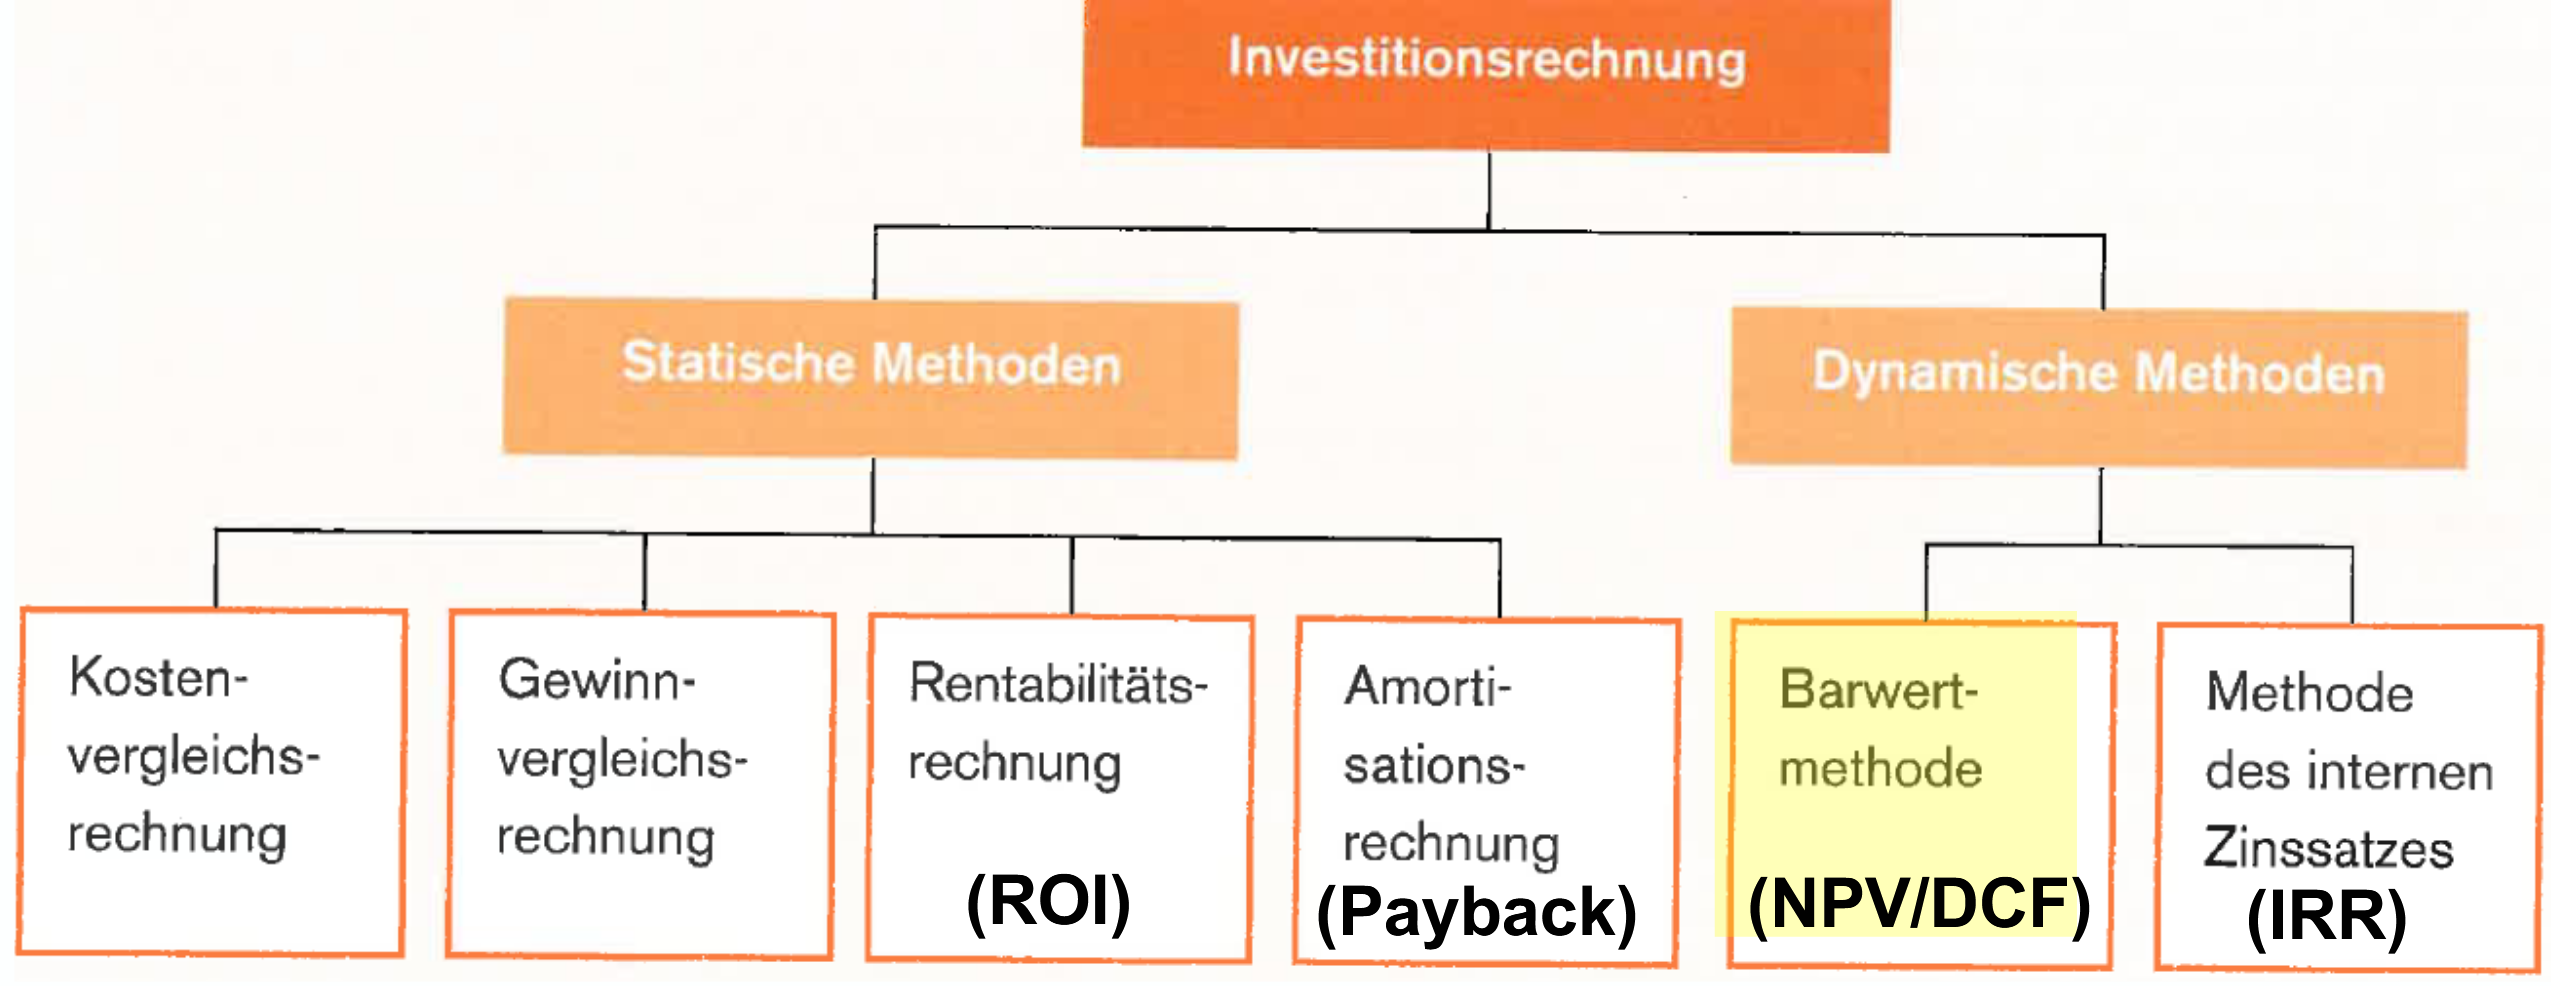 Investitionsrechnung
Statische Methoden
Dynamische Methoden
Kosten-
vergleichs-
rechnung
Gewinn-
vergleichs-
rechnung
Rentabilitäts-
rechnung
(ROI)
Amorti-
sations-
rechnung
(Payback)
Barwert-
methode
(NPV/DCF)
Methode
des internen
Zinssatzes
(IRR)